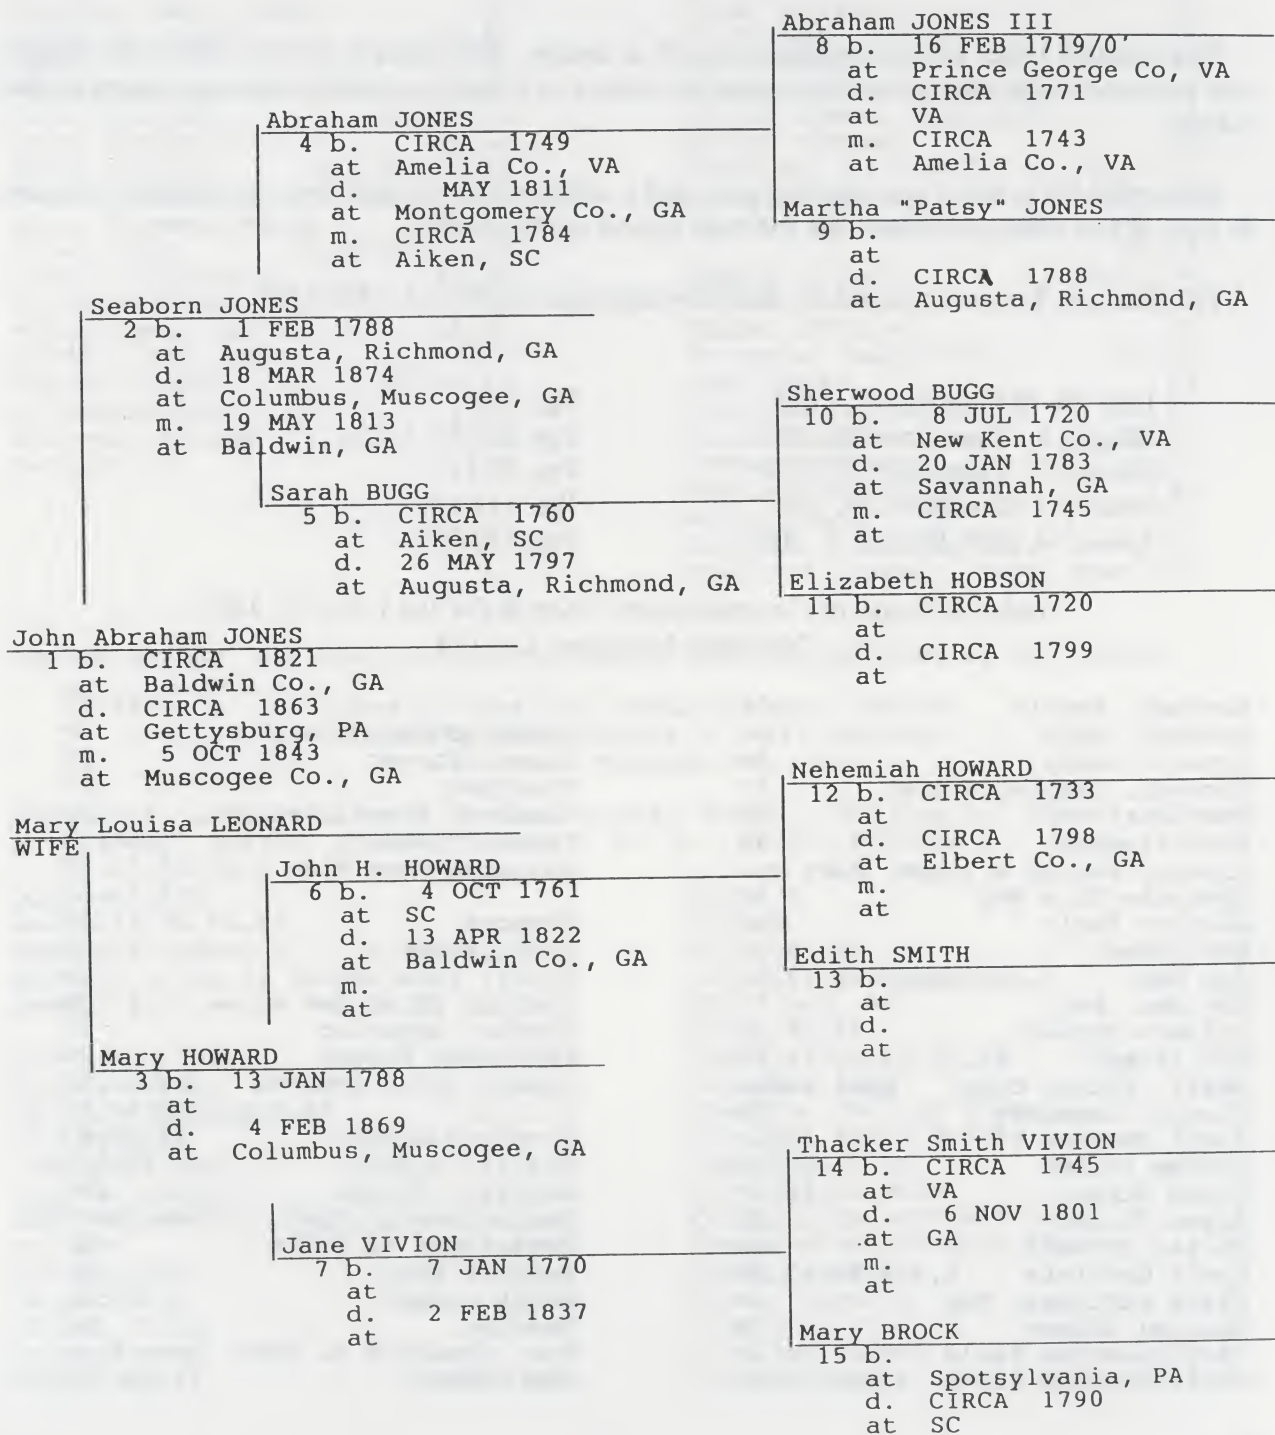 Abraham JONES III
8 b. 16 FEB 1719/0'
at Prince George Co, VA
d. CIRCA 1771
at VA
m. CIRCA 1743
at Amelia Co., VA
Abraham JONES
4 b. CIRCA 1749
at Amelia Co., VA
d. MAY 1811
at Montgomery Co., GA
m. CIRCA 1784
at Aiken, SC
Martha "Patsy" JONES
9 b.
at
d. CIRCA 1788
at Augusta, Richmond, GA
Seaborn JONES
2 b. 1 FEB 1788
at Augusta, Richmond, GA
d. 18 MAR 1874
at Columbus, Muscogee, GA
m. 19 MAY 1813
at Baldwin, GA
Sherwood BUGG
10 b. 8 JUL 1720
at New Kent Co., VA
d. 20 JAN 1783
at Savannah, GA
m. CIRCA 1745
at
Sarah BUGG
5 b. CIRCA 1760
at Aiken, SC
d. 26 MAY 1797
at Augusta, Richmond, GA
Elizabeth HOBSON
11 b. CIRCA 1720
at
d. CIRCA 1799
at
John Abraham JONES
1 b. CIRCA 1821
at Baldwin Co., GA
d. CIRCA 1863
at Gettysburg, PA
m. 5 OCT 1843
at Muscogee Co., GA
Mary Louisa LEONARD
WIFE
Nehemiah HOWARD
12 b. CIRCA 1733
at
d. CIRCA 1798
at Elbert Co., GA
m.
at
John H. HOWARD
6 b. 4 OCT 1761
at SC
d. 13 APR 1822
at Baldwin Co., GA
m.
at
Edith SMITH
13 b.
at
d.
at
Mary HOWARD
3 b. 13 JAN 1788
at
d. 4 FEB 1869
at Columbus, Muscogee, GA
Thacker Smith VIVION
14 b. CIRCA 1745
at VA
d. 6 NOV 1801
.at GA
m.
at
Jane VIVION
7 b. 7 JAN 1770
at
d. 2 FEB 1837
at
Mary BROCK
15 b.
at Spotsylvania, PA
d. CIRCA 1790
at SC